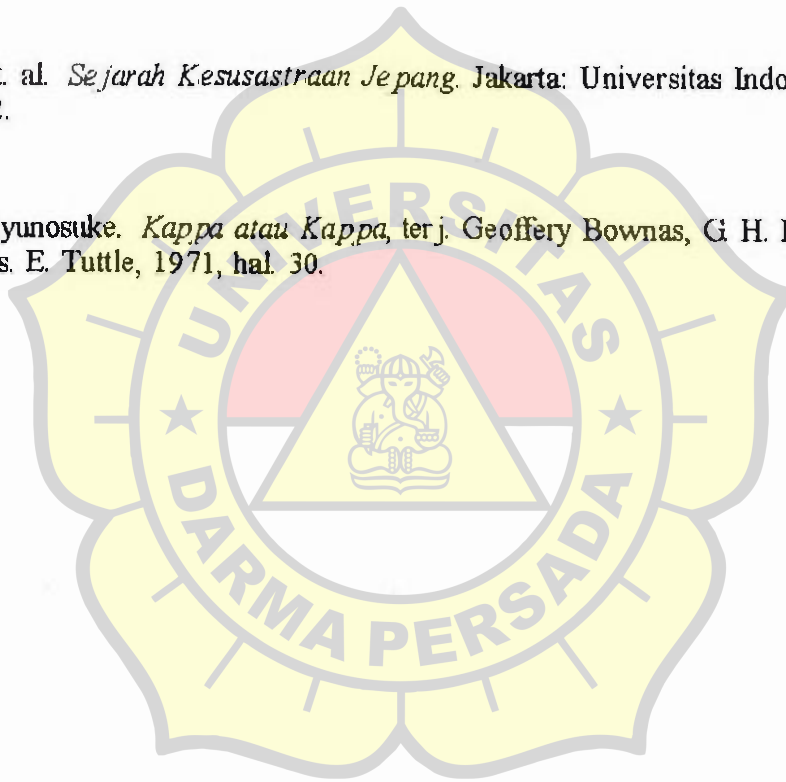 t. al. Sejarah Kesusastraan Jepang. Jakarta: Universitas Indo
yunosuke. Kappa atau Kappa, terj. Geoffery Bownas, G. H. 
s. E. Tuttle, 1971, hal. 30.
UNIVERSITAS
DARMA PERSADA